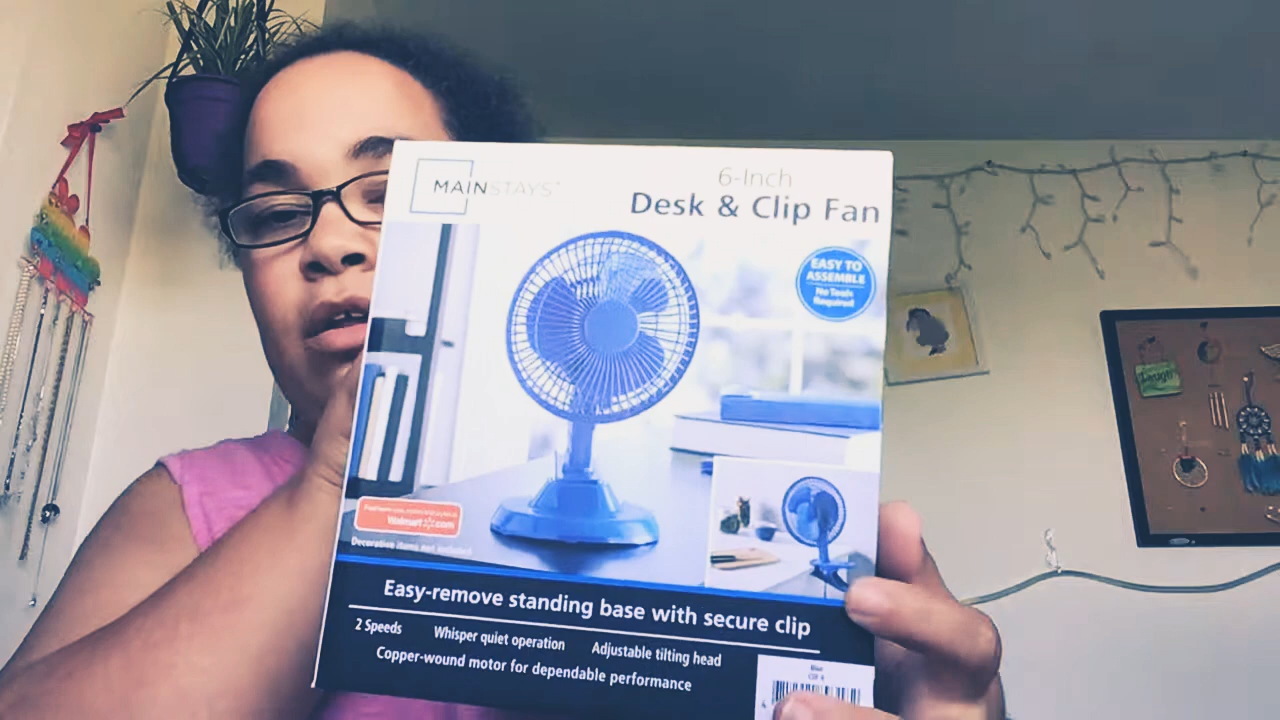 MAINSTAYS
6-Inch
Desk & Clip Fan
EASY TO
ASSEMBLE
No Tools
Required
Walmart.com
Decorative items not included
Easy-remove standing base with secure clip
2 Speeds Whisper quiet operation Adjustable tilting head
Copper-wound motor for dependable performance
Blue